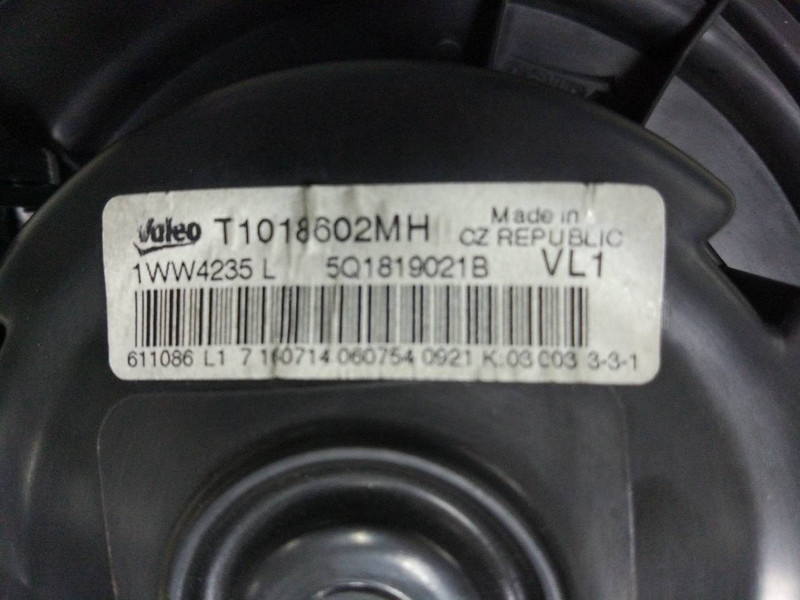 Valeo T1018602MH Made in
CZ REPUBLIC
1WW4235 L 5Q1819021B VL1
611086 L1 7 160714 060754 0921 K.03 003 3-3-1